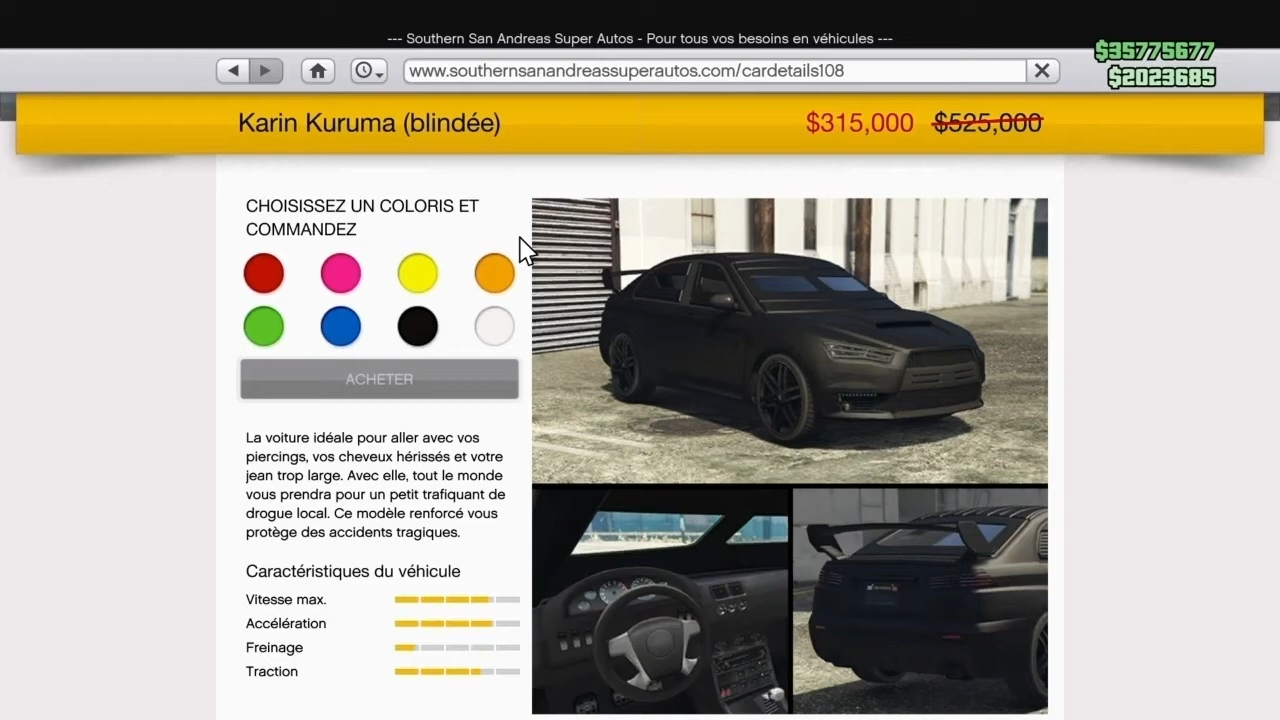 --- Southern San Andreas Super Autos - Pour tous vos besoins en véhicules ---
$35775677
www.southernsanandreassuperautos.com/cardetails108
$2023685
Karin Kuruma (blindée)
$315,000 $525,000
CHOISISSEZ UN COLORIS ET
COMMANDEZ
ACHETER
La voiture idéale pour aller avec vos
piercings, vos cheveux hérissés et votre
jean trop large. Avec elle, tout le monde
vous prendra pour un petit trafiquant de
drogue local. Ce modèle renforcé vous
protège des accidents tragiques.
Caractéristiques du véhicule
Vitesse max.
Accélération
Freinage
Traction